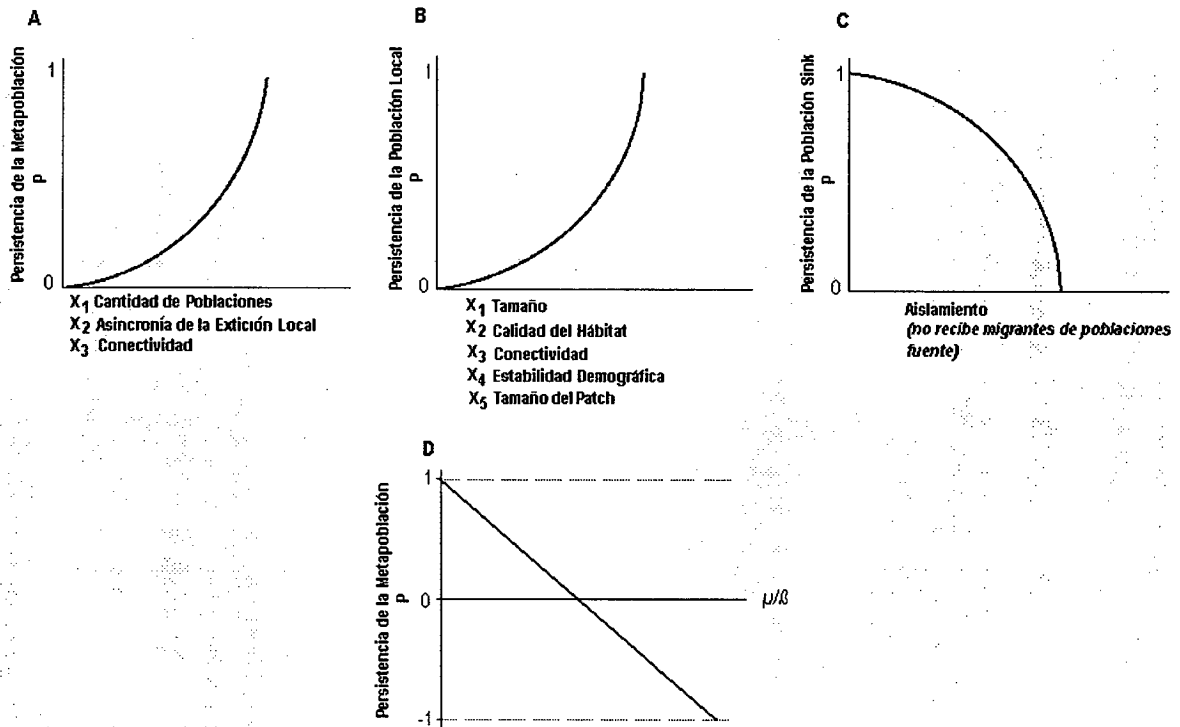 A
Persistencia de la Metapoblación
P
1
0
X1 Cantidad de Poblaciones
X2 Asincronía de la Extición Local
X3 Conectividad
B
Persistencia de la Población Local
P
1
0
X1 Tamaño
X2 Calidad del Hábitat
X3 Conectividad
X4 Estabilidad Demográfica
X5 Tamaño del Patch
C
Persistencia de la Población Sink
P
1
0
Aislamiento
(no recibe migrantes de poblaciones
fuente)
D
Persistencia de la Metapoblación
P
1
0
-1
µ/ß